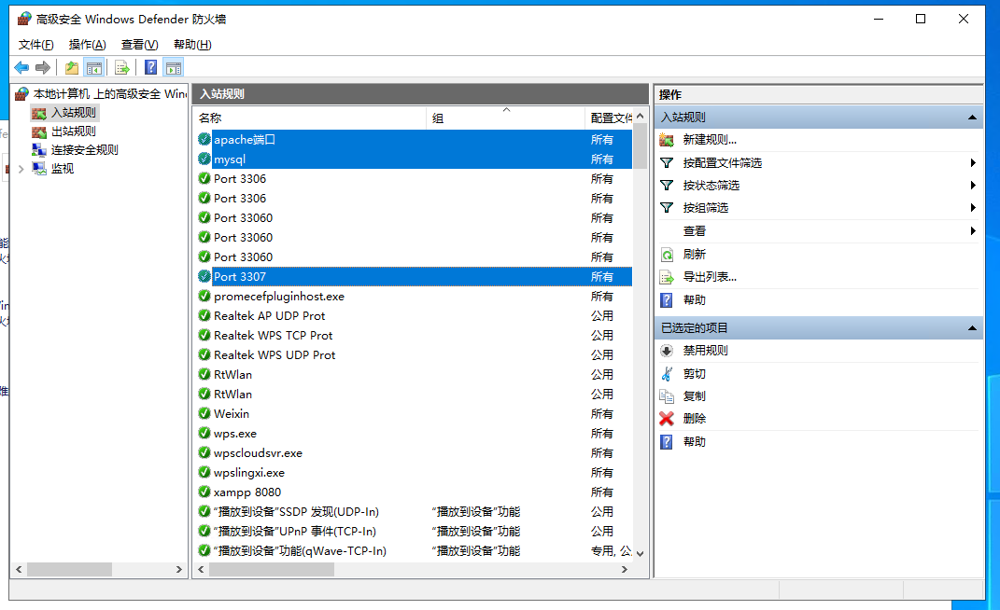 高级安全 Windows Defender 防火墙
文件(F) 操作(A) 查看(V) 帮助(H)
本地计算机 上的高级安全 Win
入站规则
出站规则
连接安全规则
监视
入站规则
名称 组 配置文件
apache端口 所有
mysql 所有
Port 3306 所有
Port 3306 所有
Port 33060 所有
Port 33060 所有
Port 33060 所有
Port 3307 所有
promecefpluginhost.exe 所有
Realtek AP UDP Prot 公用
Realtek WPS TCP Prot 公用
Realtek WPS UDP Prot 公用
RtWlan 公用
RtWlan 公用
Weixin 所有
wps.exe 所有
wpscloudsvr.exe 所有
wpslingxi.exe 所有
xampp 8080 所有
“播放到设备”SSDP 发现(UDP-In) “播放到设备”功能 公用
“播放到设备”UPnP 事件(TCP-In) “播放到设备”功能 公用
“播放到设备”功能(qWave-TCP-In) “播放到设备”功能 专用, 公
操作
入站规则
新建规则...
按配置文件筛选
按状态筛选
按组筛选
查看
刷新
导出列表...
帮助
已选定的项目
禁用规则
剪切
复制
删除
帮助